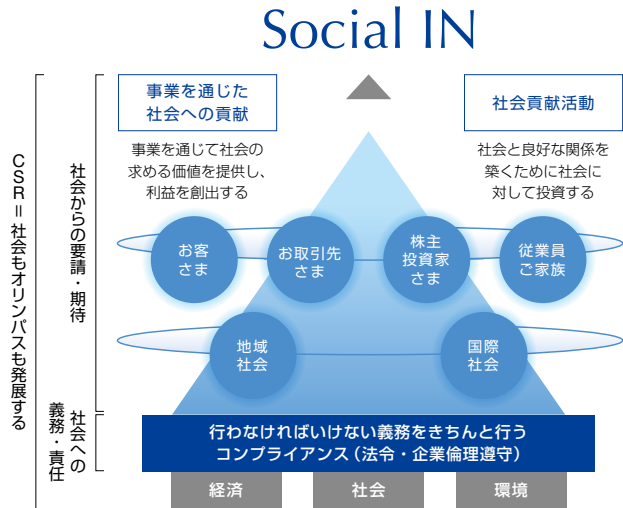 Social IN
CSR=社会もオリンパスも発展する
社会からの要請・期待
社会への
義務・責任
事業を通じた
社会への貢献
事業を通じて社会の
求める価値を提供し、
利益を創出する
社会貢献活動
社会と良好な関係を
築くために社会に
対して投資する
お客
さま
お取引先
さま
株主
投資家
さま
従業員
ご家族
地域
社会
国際
社会
行わなければいけない義務をきちんと行う
コンプライアンス（法令・企業倫理遵守）
経済
社会
環境